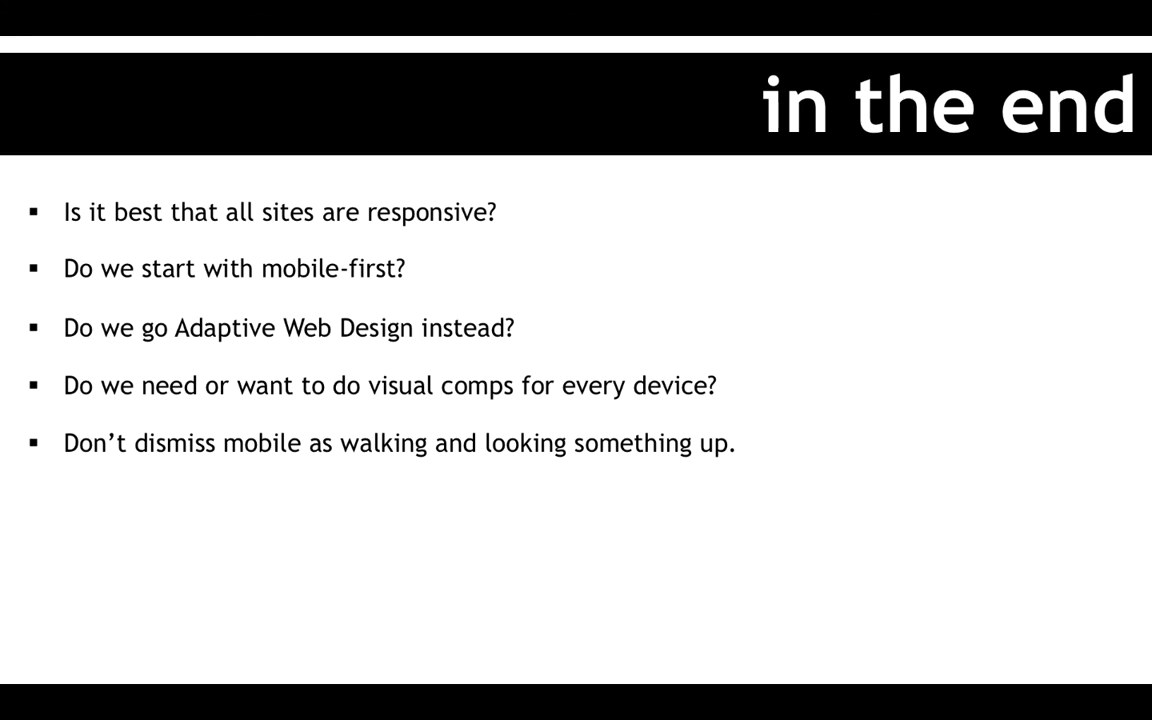 in the end
▪ Is it best that all sites are responsive?
▪ Do we start with mobile-first?
▪ Do we go Adaptive Web Design instead?
▪ Do we need or want to do visual comps for every device?
▪ Don’t dismiss mobile as walking and looking something up.